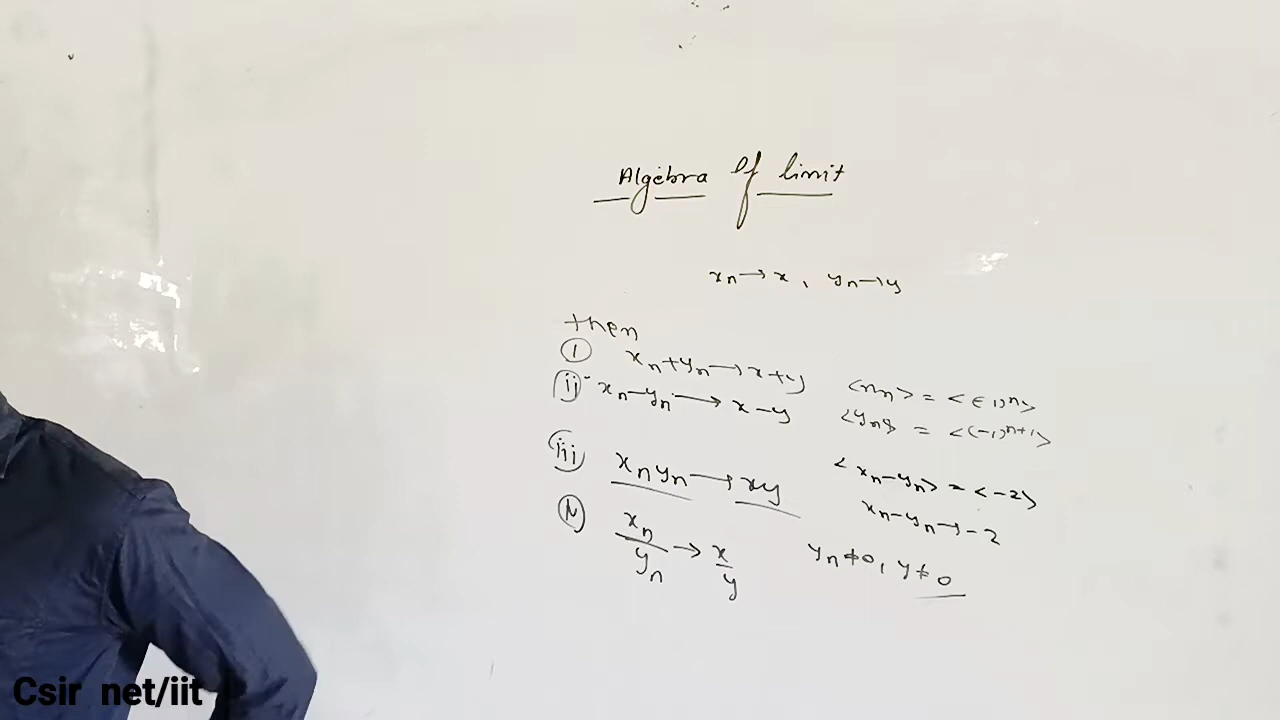 Algebra of limit
xn→x, yn→y
then
(i) xn+yn→x+y
<xn> = <(-1)^n>
(ii) xn-yn→x-y
<yn> = <(-1)^n+1>
(iii) xnyn→xy
<xn-yn> = <-2>
xn-yn→-2
(iv) xn/yn→x/y yn≠0, y≠0
Csir net/iit